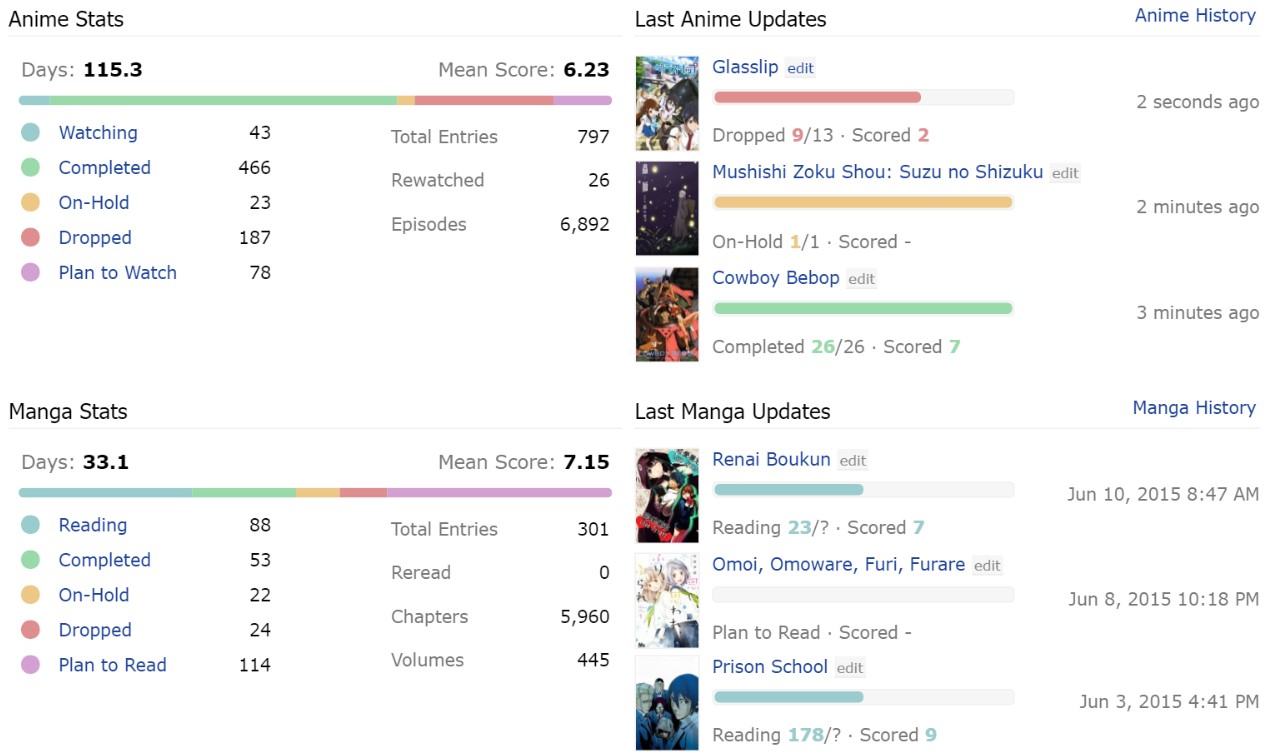 Anime Stats
Days: 115.3 Mean Score: 6.23
Watching 43 Total Entries 797
Completed 466 Rewatched 26
On-Hold 23 Episodes 6,892
Dropped 187
Plan to Watch 78
Last Anime Updates Anime History
Glasslip edit
2 seconds ago
Dropped 9/13 · Scored 2
Mushishi Zoku Shou: Suzu no Shizuku edit
2 minutes ago
On-Hold 1/1 · Scored -
Cowboy Bebop edit
3 minutes ago
Completed 26/26 · Scored 7
Manga Stats
Days: 33.1 Mean Score: 7.15
Reading 88 Total Entries 301
Completed 53 Reread 0
On-Hold 22 Chapters 5,960
Dropped 24 Volumes 445
Plan to Read 114
Last Manga Updates Manga History
Renai Boukun edit
Jun 10, 2015 8:47 AM
Reading 23/? · Scored 7
Omoi, Omoware, Furi, Furare edit
Jun 8, 2015 10:18 PM
Plan to Read · Scored -
Prison School edit
Jun 3, 2015 4:41 PM
Reading 178/? · Scored 9